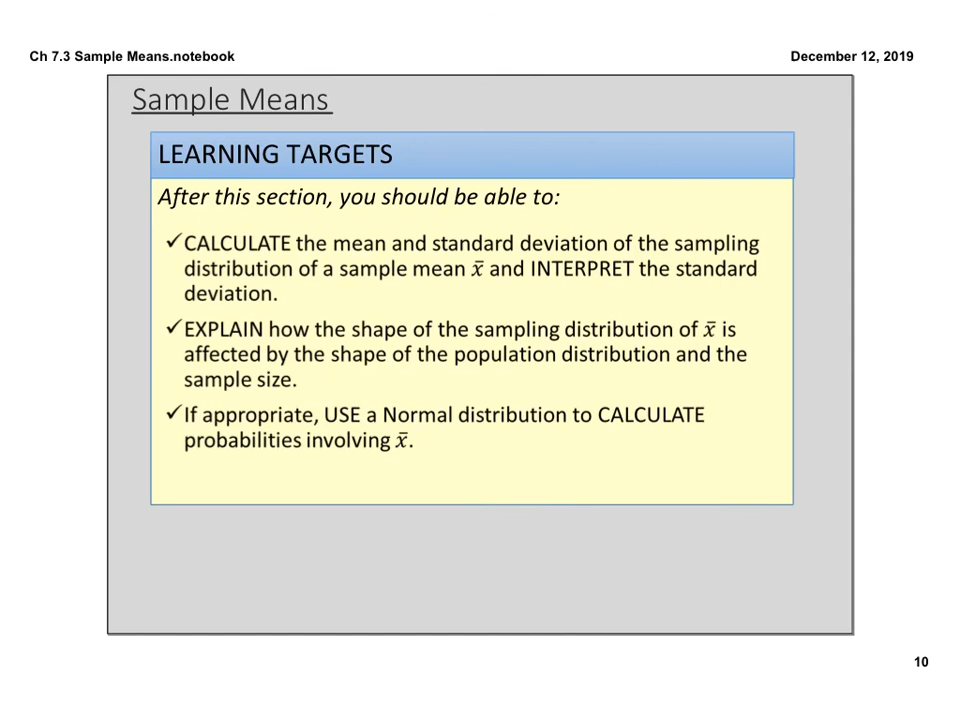 Ch 7.3 Sample Means.notebook
December 12, 2019
Sample Means
LEARNING TARGETS
After this section, you should be able to:
✓CALCULATE the mean and standard deviation of the sampling
distribution of a sample mean x̄ and INTERPRET the standard
deviation.
✓EXPLAIN how the shape of the sampling distribution of x̄ is
affected by the shape of the population distribution and the
sample size.
✓If appropriate, USE a Normal distribution to CALCULATE
probabilities involving x̄.
10